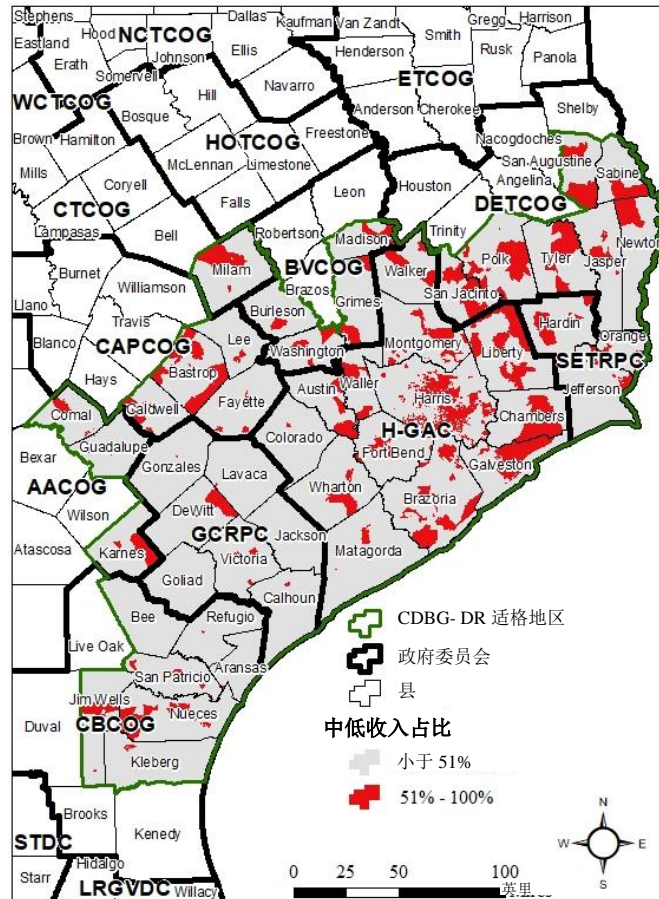 Stephens
Dallas
Kaufman
Van Zandt
Gregg
Harrison
Hood
NCTCOG
Smith
Eastland
Johnson
Ellis
Henderson
Rusk
Erath
Panola
Somervell
Navarro
ETCOG
Hill
WCTCOG
Bosque
Anderson
Cherokee
Shelby
Freestone
Brown
Hamilton
HOTCOG
Nacogdoches
McLennan
Limestone
San Augustine
Mills
Sabine
Coryell
Leon
Houston
Angelina
CTCOG
Falls
DETCOG
Lampasas
Robertson
Madison
Trinity
Bell
Newton
Burnet
Milam
BVCOG
Walker
Polk
Tyler
Jasper
Williamson
Brazos
Grimes
San Jacinto
Llano
Burleson
Hardin
Travis
Lee
Washington
Montgomery
Liberty
Orange
Blanco
CAPCOG
SETRPC
Bastrop
Austin
Waller
Jefferson
Hays
Harris
Chambers
Comal
Caldwell
Fayette
H-GAC
Colorado
Guadalupe
Fort Bend
Galveston
Bexar
Gonzales
Lavaca
AACOG
Wharton
Brazoria
Wilson
DeWitt
GCRPC
Jackson
Atascosa
Karnes
Victoria
Matagorda
Goliad
Calhoun
Bee
Refugio
CDBG- DR 适格地区
Live Oak
政府委员会
Aransas
San Patricio
县
Jim Wells
Nueces
中低收入占比
Duval
CBCOG
小于 51%
Kleberg
51% - 100%
Brooks
N
STDC
Kenedy
W
E
Hidalgo
S
Starr
0 25 50 100
LRGVDC
Willacy
英里